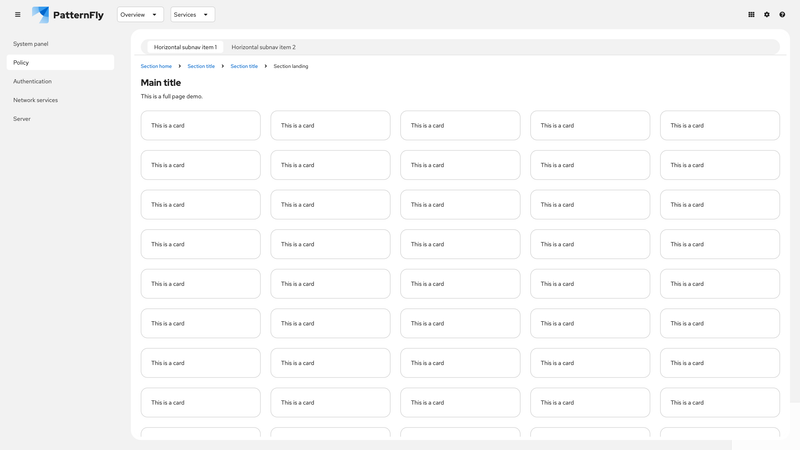 PatternFly Overview Services
System panel
Policy
Authentication
Network services
Server
Horizontal subnav item 1 Horizontal subnav item 2
Section home Section title Section title Section landing
Main title
This is a full page demo.
This is a card This is a card This is a card This is a card This is a card
This is a card This is a card This is a card This is a card This is a card
This is a card This is a card This is a card This is a card This is a card
This is a card This is a card This is a card This is a card This is a card
This is a card This is a card This is a card This is a card This is a card
This is a card This is a card This is a card This is a card This is a card
This is a card This is a card This is a card This is a card This is a card
This is a card This is a card This is a card This is a card This is a card